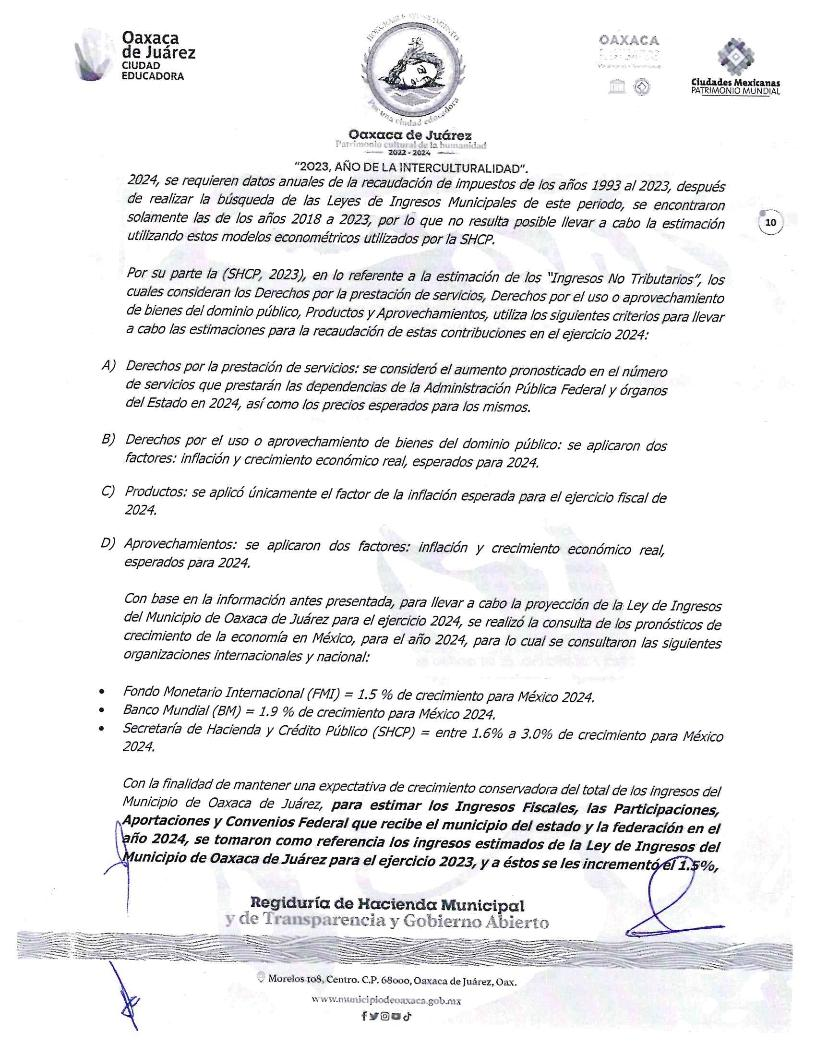 Oaxaca
de Juárez
CIUDAD
EDUCADORA
HONORABLE AYUNTAMIENTO
Por una ciudad educadora
Oaxaca de Juárez
Patrimonio cultural de la humanidad
2022 - 2024
OAXACA
Ciudades Mexicanas
PATRIMONIO MUNDIAL
"2023, AÑO DE LA INTERCULTURALIDAD".
10
2024, se requieren datos anuales de la recaudación de impuestos de los años 1993 al 2023, después
de realizar la búsqueda de las Leyes de Ingresos Municipales de este periodo, se encontraron
solamente las de los años 2018 a 2023, por lo que no resulta posible llevar a cabo la estimación
utilizando estos modelos econométricos utilizados por la SHCP.
Por su parte la (SHCP, 2023), en lo referente a la estimación de los "Ingresos No Tributarios", los
cuales consideran los Derechos por la prestación de servicios, Derechos por el uso o aprovechamiento
de bienes del dominio público, Productos y Aprovechamientos, utiliza los siguientes criterios para llevar
a cabo las estimaciones para la recaudación de estas contribuciones en el ejercicio 2024:
A) Derechos por la prestación de servicios: se consideró el aumento pronosticado en el número
de servicios que prestarán las dependencias de la Administración Pública Federal y órganos
del Estado en 2024, así como los precios esperados para los mismos.
B) Derechos por el uso o aprovechamiento de bienes del dominio público: se aplicaron dos
factores: inflación y crecimiento económico real, esperados para 2024.
C) Productos: se aplicó únicamente el factor de la inflación esperada para el ejercicio fiscal de
2024.
D) Aprovechamientos: se aplicaron dos factores: inflación y crecimiento económico real,
esperados para 2024.
Con base en la información antes presentada, para llevar a cabo la proyección de la Ley de Ingresos
del Municipio de Oaxaca de Juárez para el ejercicio 2024, se realizó la consulta de los pronósticos de
crecimiento de la economía en México, para el año 2024, para lo cual se consultaron las siguientes
organizaciones internacionales y nacional:
• Fondo Monetario Internacional (FMI) = 1.5 % de crecimiento para México 2024.
• Banco Mundial (BM) = 1.9 % de crecimiento para México 2024.
• Secretaría de Hacienda y Crédito Público (SHCP) = entre 1.6% a 3.0% de crecimiento para México
2024.
Con la finalidad de mantener una expectativa de crecimiento conservadora del total de los ingresos del
Municipio de Oaxaca de Juárez, para estimar los Ingresos Fiscales, las Participaciones,
Aportaciones y Convenios Federal que recibe el municipio del estado y la federación en el
año 2024, se tomaron como referencia los ingresos estimados de la Ley de Ingresos del
Municipio de Oaxaca de Juárez para el ejercicio 2023, y a éstos se les incrementó el 1.5%,
Regiduría de Hacienda Municipal
y de Transparencia y Gobierno Abierto
Morelos 108, Centro. C.P. 68000, Oaxaca de Juárez, Oax.
www.municipiodeoaxaca.gob.mx